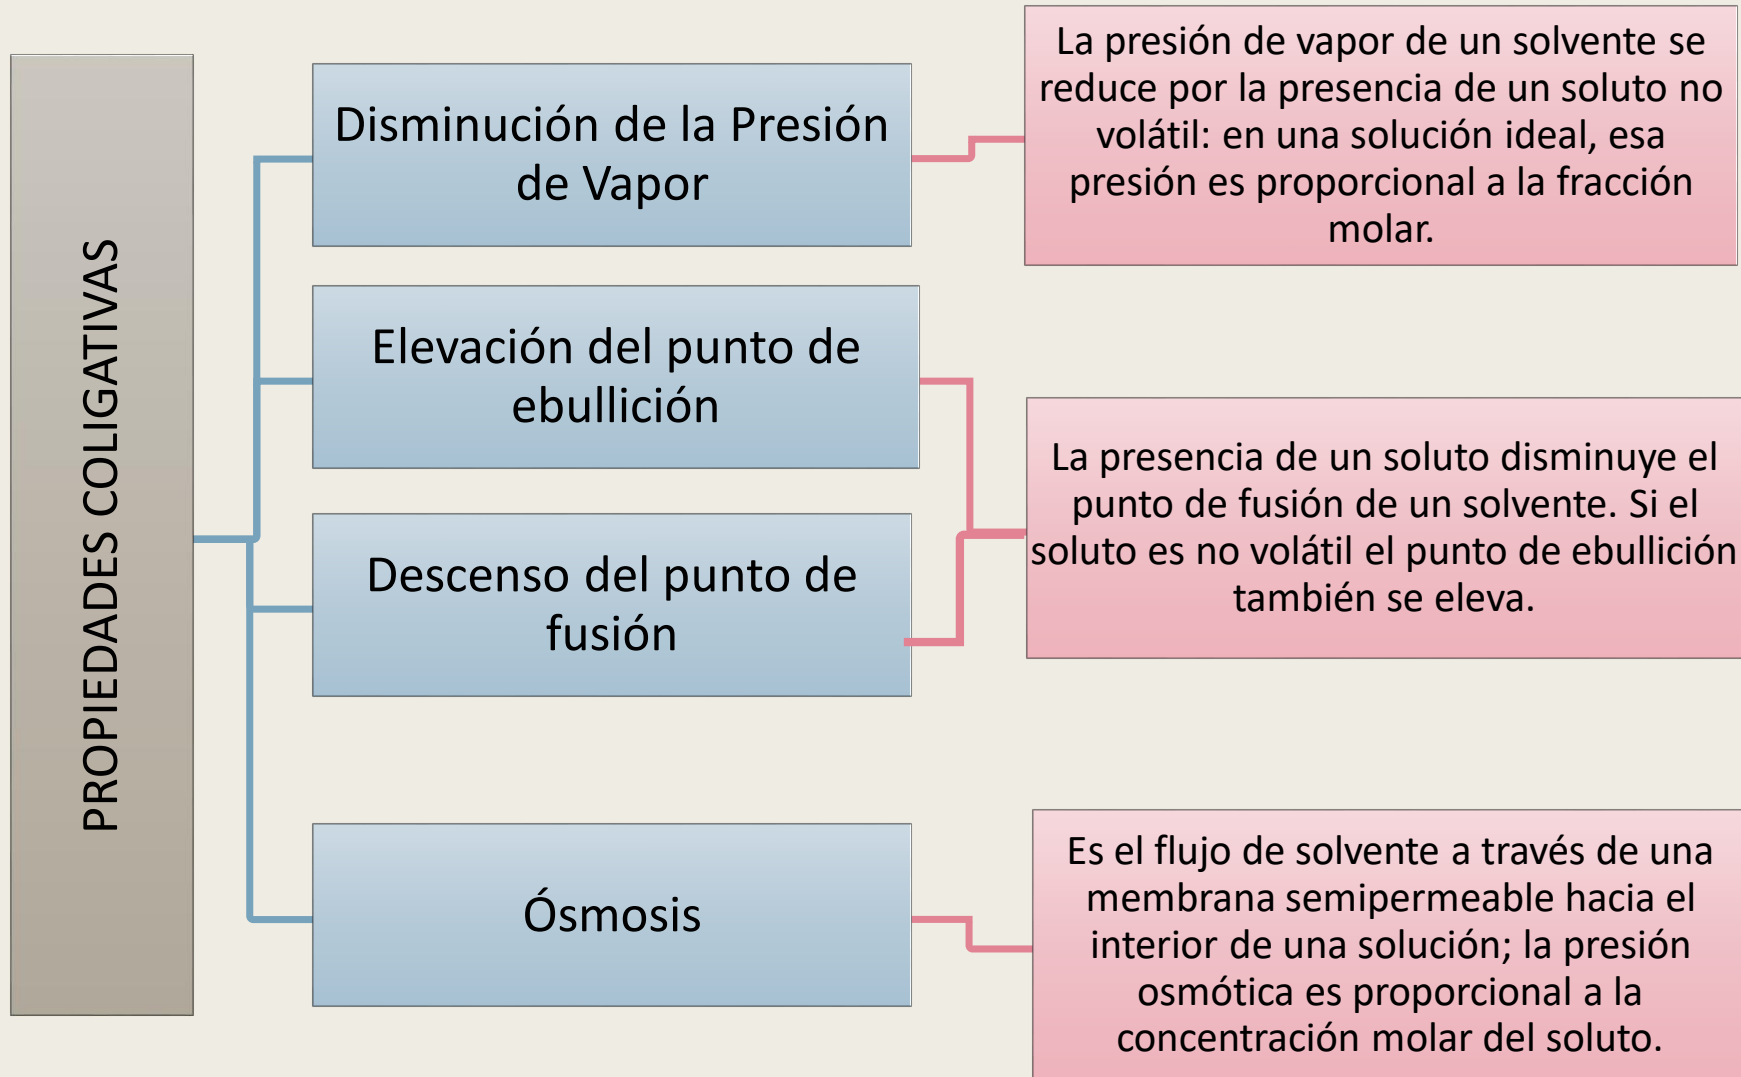 PROPIEDADES COLIGATIVAS
Disminución de la Presión
de Vapor
La presión de vapor de un solvente se
reduce por la presencia de un soluto no
volátil: en una solución ideal, esa
presión es proporcional a la fracción
molar.
Elevación del punto de
ebullición
Descenso del punto de
fusión
La presencia de un soluto disminuye el
punto de fusión de un solvente. Si el
soluto es no volátil el punto de ebullición
también se eleva.
Ósmosis
Es el flujo de solvente a través de una
membrana semipermeable hacia el
interior de una solución; la presión
osmótica es proporcional a la
concentración molar del soluto.